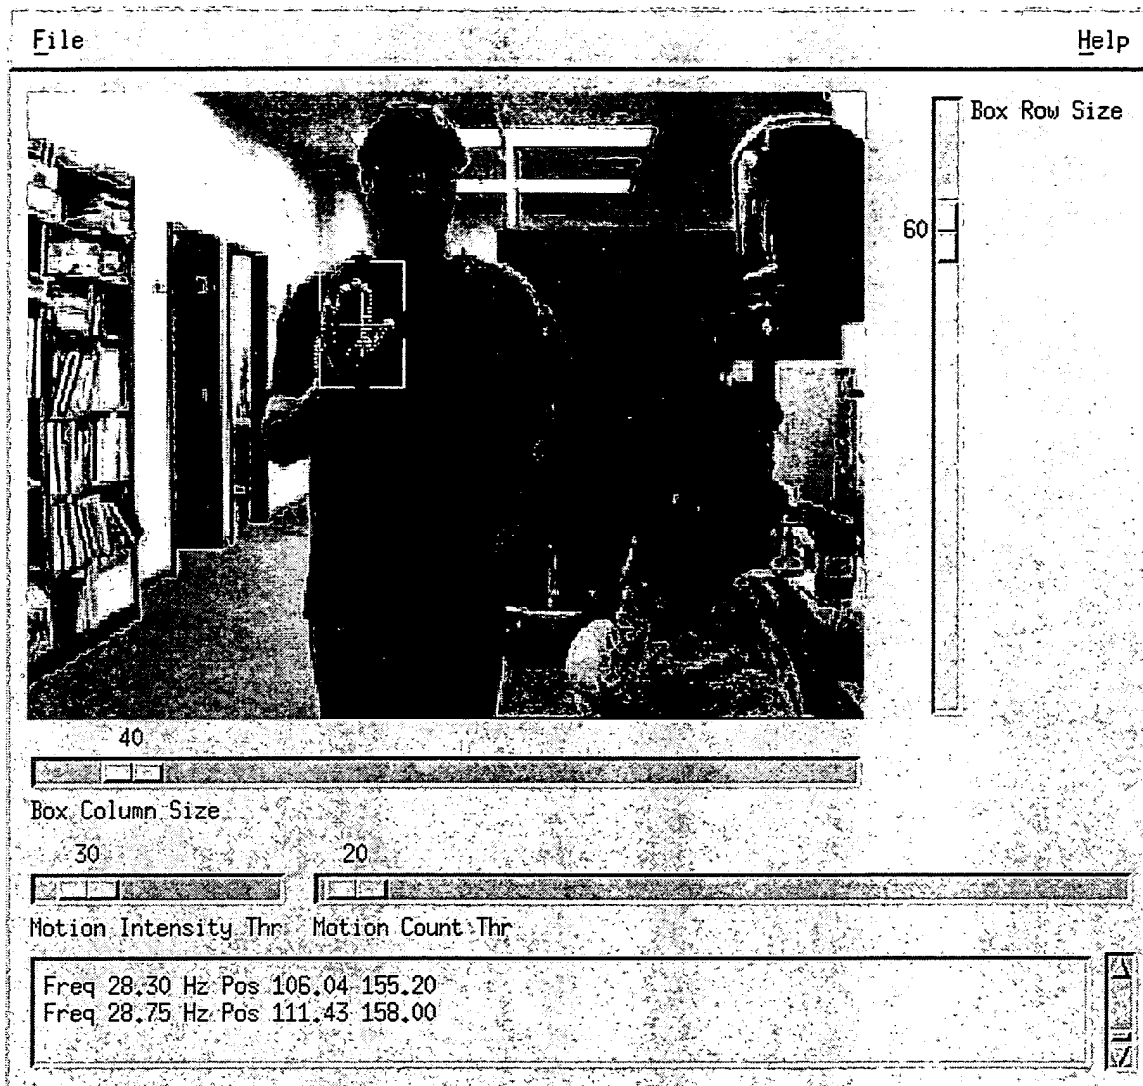 File Help
Box Row Size
60
40
Box Column Size
30 20
Motion Intensity Thr Motion Count Thr
Freq 28.30 Hz Pos 106.04 155.20
Freq 28.75 Hz Pos 111.43 158.00